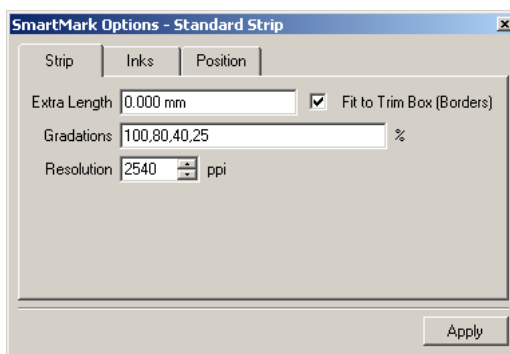 SmartMark Options - Standard Strip
Strip Inks Position
Extra Length 0.000 mm Fit to Trim Box (Borders)
Gradations 100,80,40,25 %
Resolution 2540 ppi
Apply